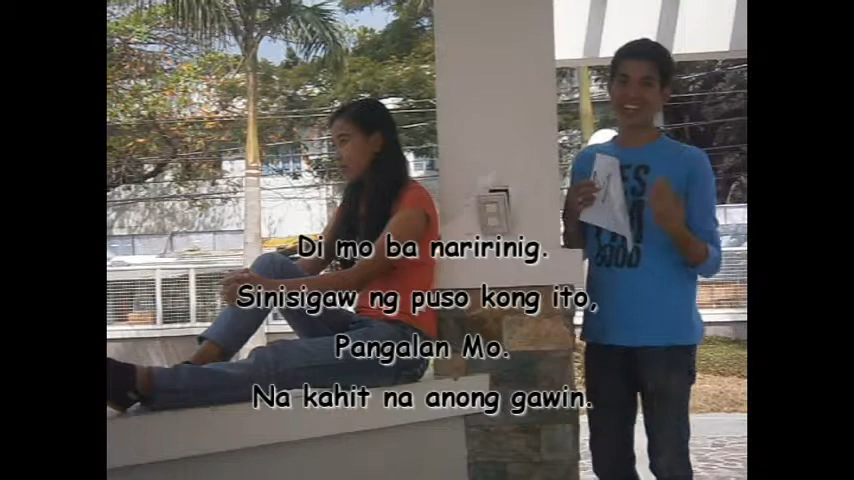 Di mo ba naririnig.
Sinisigaw ng puso kong ito,
Pangalan Mo.
Na kahit na anong gawin.